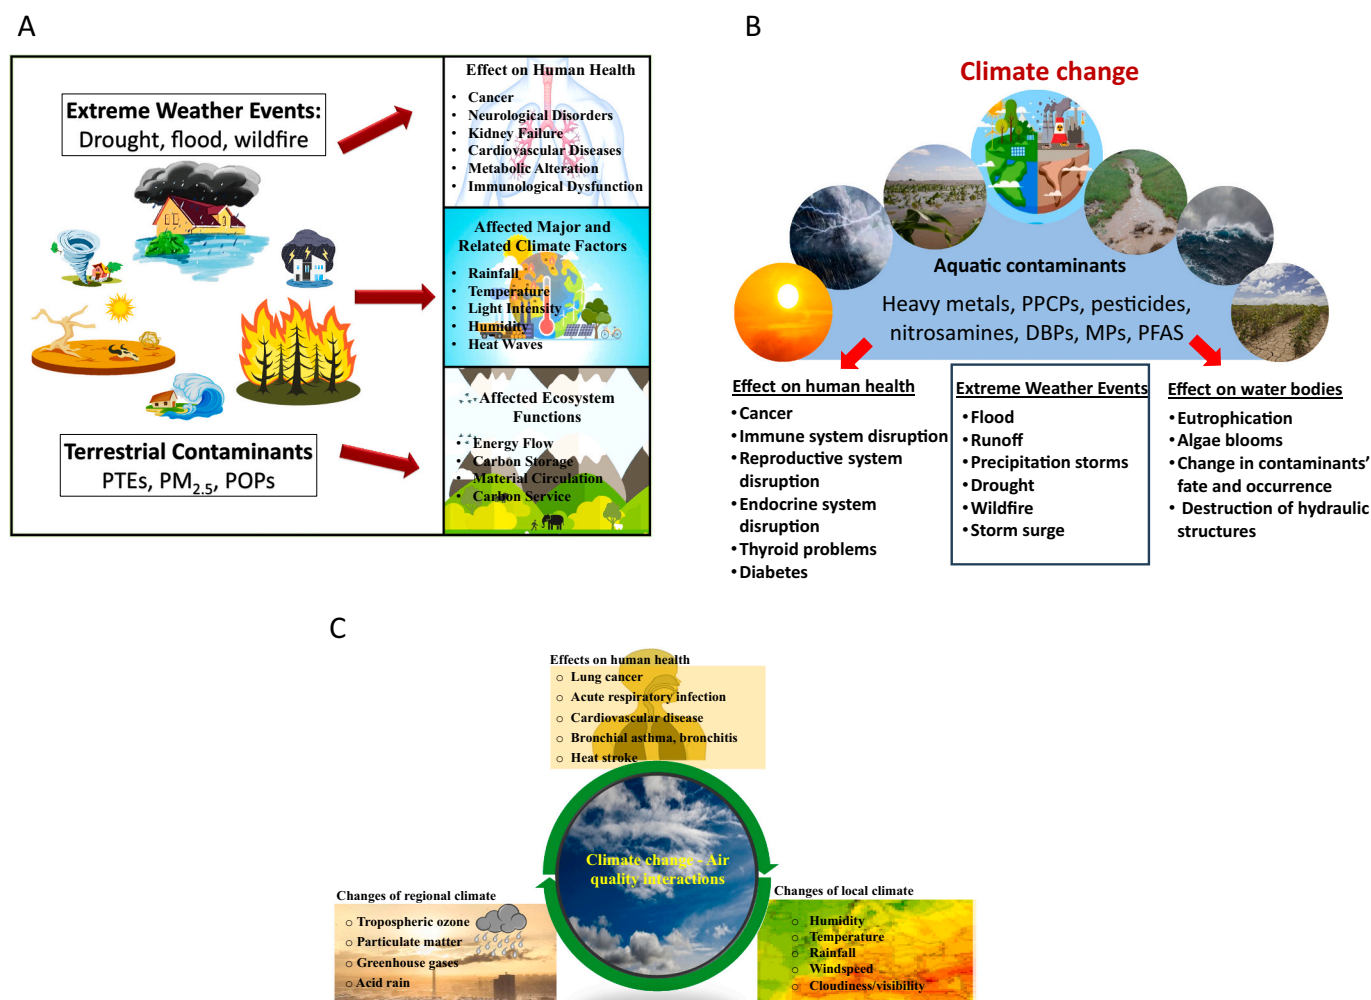 A
Extreme Weather Events:
Drought, flood, wildfire
Terrestrial Contaminants
PTEs, PM2.5, POPs
Effect on Human Health
• Cancer
• Neurological Disorders
• Kidney Failure
• Cardiovascular Diseases
• Metabolic Alteration
• Immunological Dysfunction
Affected Major and
Related Climate Factors
• Rainfall
• Temperature
• Light Intensity
• Humidity
• Heat Waves
Affected Ecosystem
Functions
• Energy Flow
• Carbon Storage
• Material Circulation
• Carbon Service
B
Climate change
Aquatic contaminants
Heavy metals, PPCPs, pesticides,
nitrosamines, DBPs, MPs, PFAS
Effect on human health
• Cancer
• Immune system disruption
• Reproductive system
disruption
• Endocrine system
disruption
• Thyroid problems
• Diabetes
Extreme Weather Events
• Flood
• Runoff
• Precipitation storms
• Drought
• Wildfire
• Storm surge
Effect on water bodies
• Eutrophication
• Algae blooms
• Change in contaminants'
fate and occurrence
• Destruction of hydraulic
structures
C
Effects on human health
o Lung cancer
o Acute respiratory infection
o Cardiovascular disease
o Bronchial asthma, bronchitis
o Heat stroke
Climate change - Air
quality interactions
Changes of regional climate
o Tropospheric ozone
o Particulate matter
o Greenhouse gases
o Acid rain
Changes of local climate
o Humidity
o Temperature
o Rainfall
o Windspeed
o Cloudiness/visibility